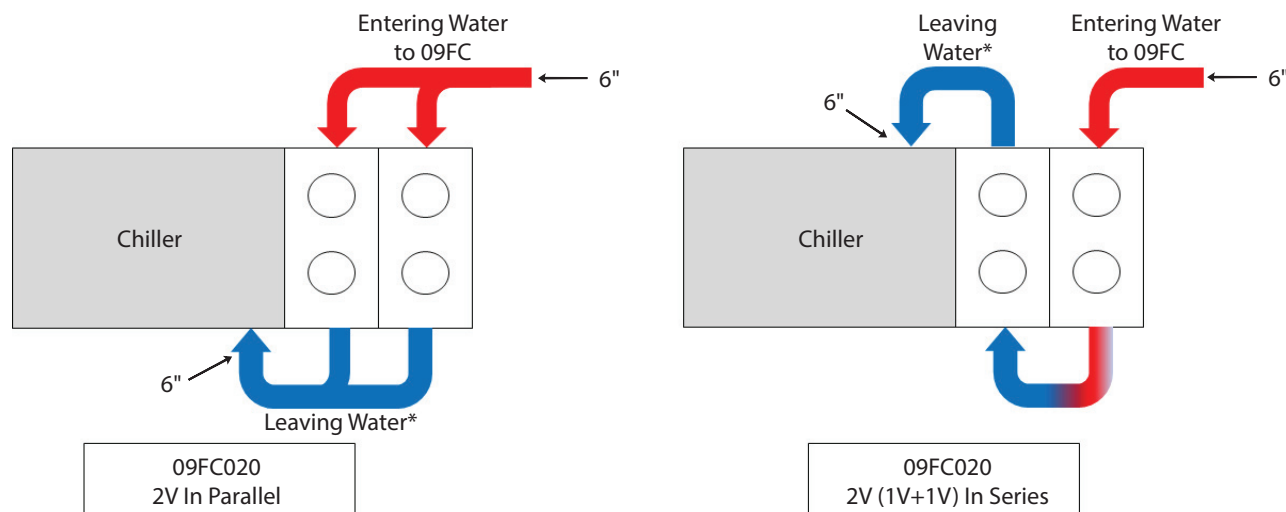 Entering Water
to 09FC
6"
Chiller
6"
Leaving Water*
09FC020
2V In Parallel
Leaving
Water*
Entering Water
to 09FC
6"
6"
Chiller
09FC020
2V (1V+1V) In Series